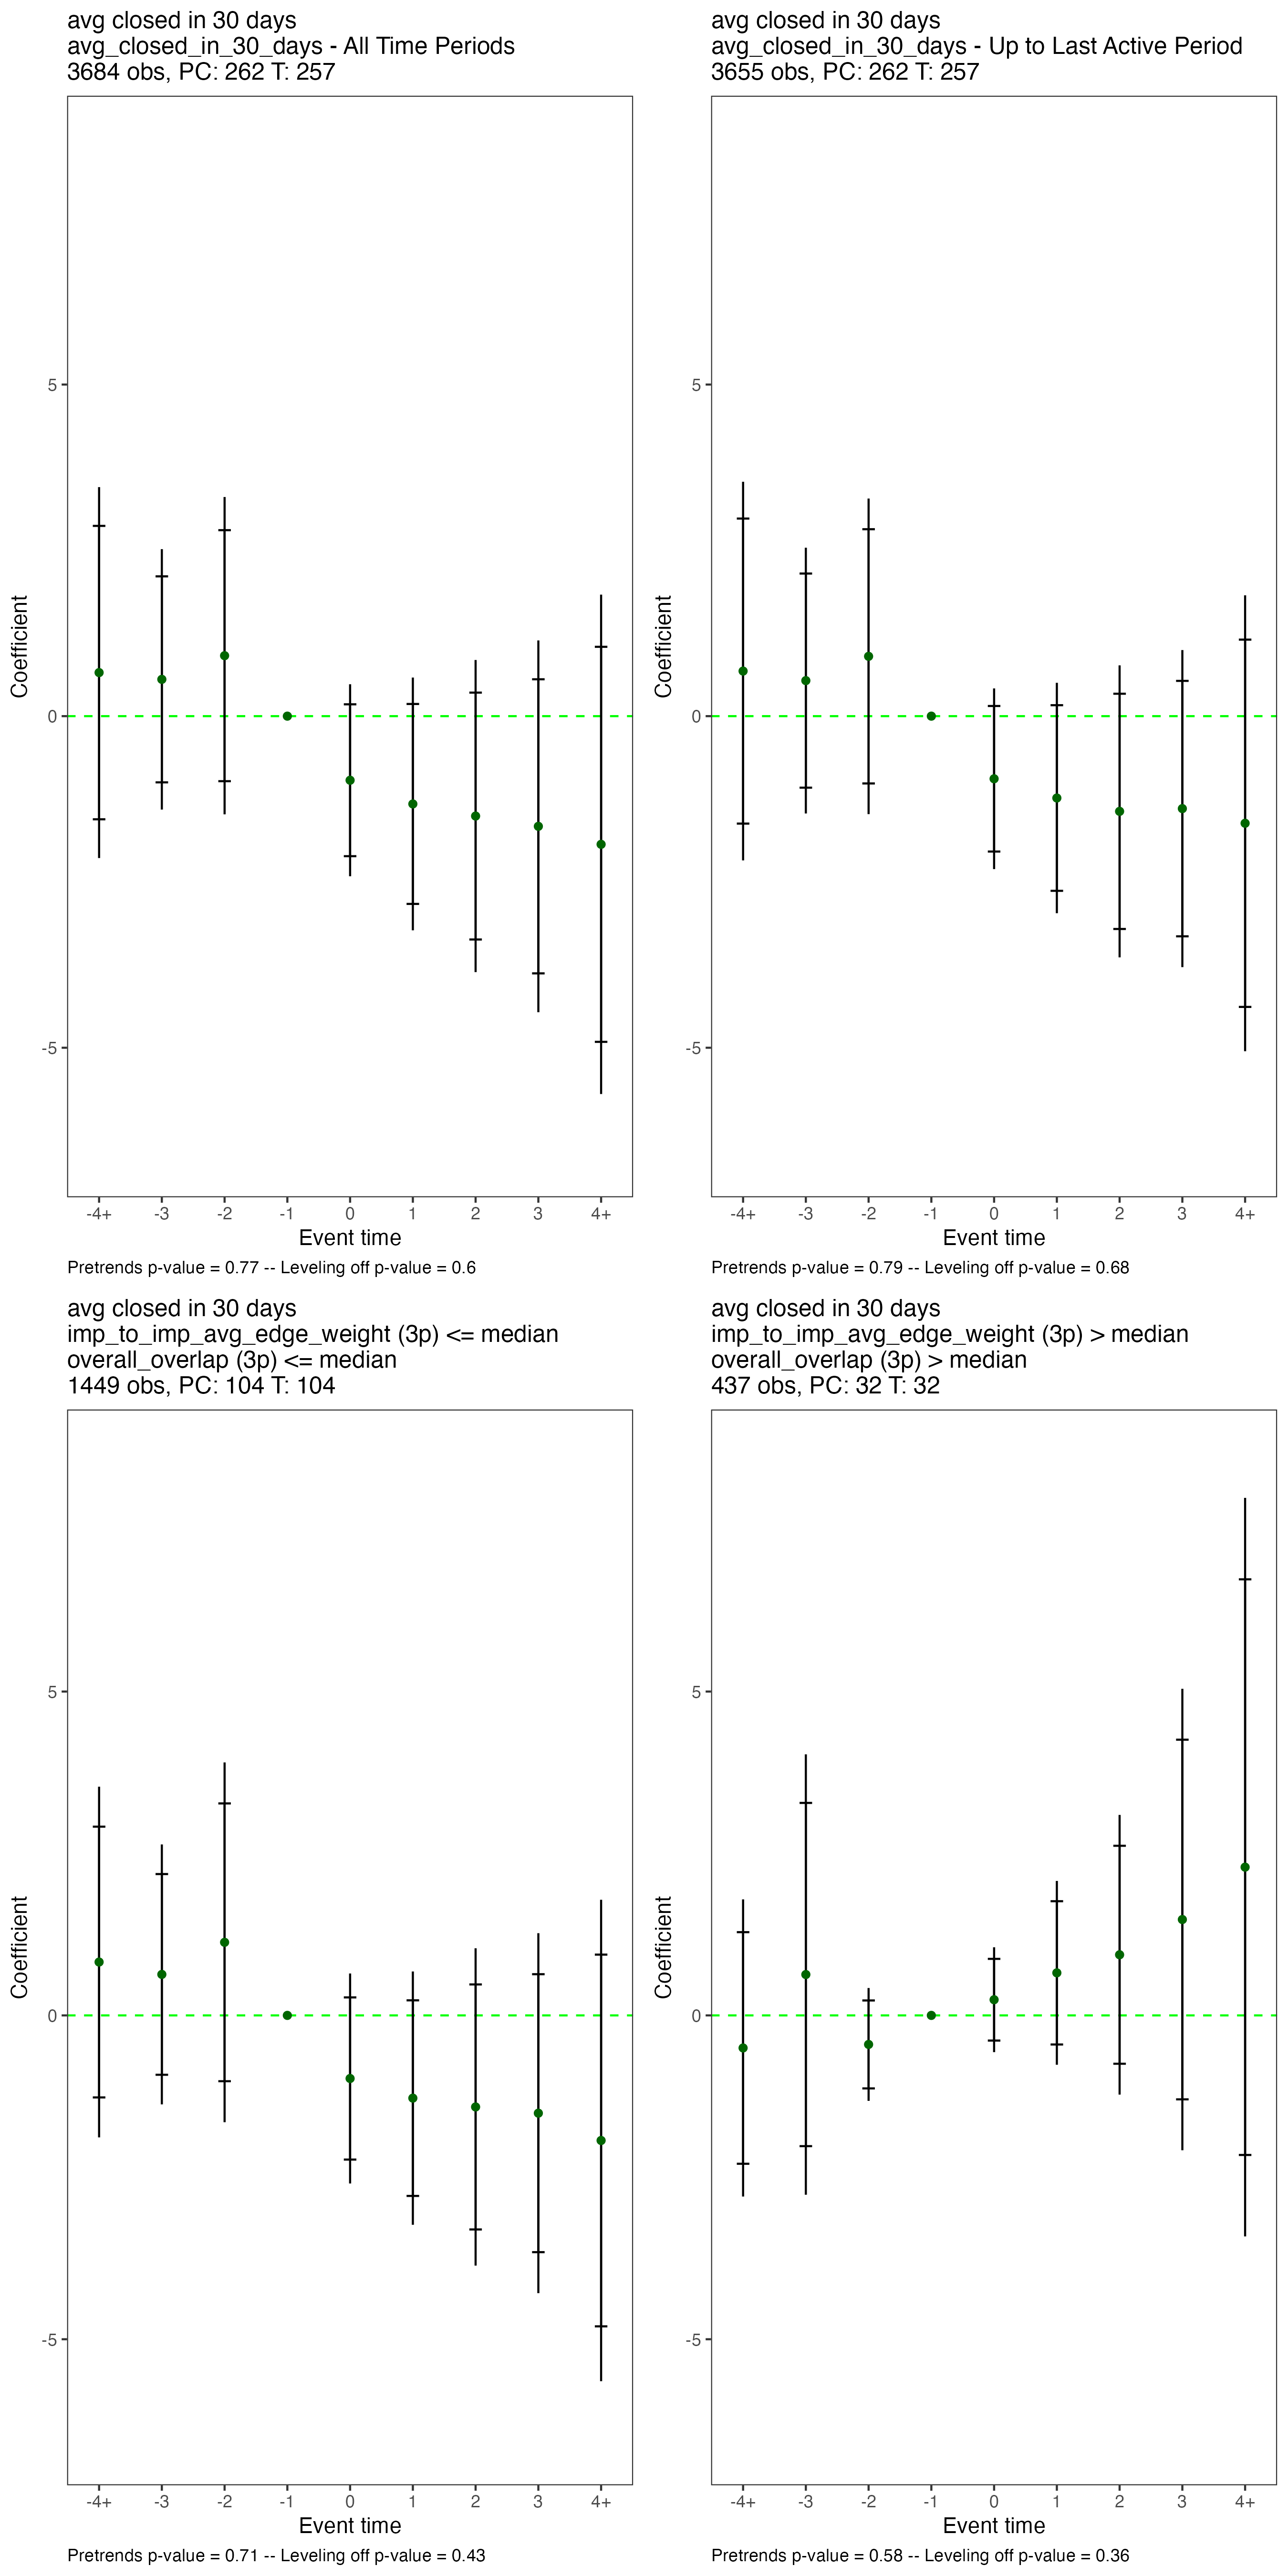 avg closed in 30 days
avg_closed_in_30_days - All Time Periods
3684 obs, PC: 262 T: 257
Coefficient
5
0
-5
-4+ -3 -2 -1 0 1 2 3 4+
Event time
Pretrends p-value = 0.77 -- Leveling off p-value = 0.6
avg closed in 30 days
avg_closed_in_30_days - Up to Last Active Period
3655 obs, PC: 262 T: 257
Coefficient
5
0
-5
-4+ -3 -2 -1 0 1 2 3 4+
Event time
Pretrends p-value = 0.79 -- Leveling off p-value = 0.68
avg closed in 30 days
imp_to_imp_avg_edge_weight (3p) <= median
overall_overlap (3p) <= median
1449 obs, PC: 104 T: 104
Coefficient
5
0
-5
-4+ -3 -2 -1 0 1 2 3 4+
Event time
Pretrends p-value = 0.71 -- Leveling off p-value = 0.43
avg closed in 30 days
imp_to_imp_avg_edge_weight (3p) > median
overall_overlap (3p) > median
437 obs, PC: 32 T: 32
Coefficient
5
0
-5
-4+ -3 -2 -1 0 1 2 3 4+
Event time
Pretrends p-value = 0.58 -- Leveling off p-value = 0.36